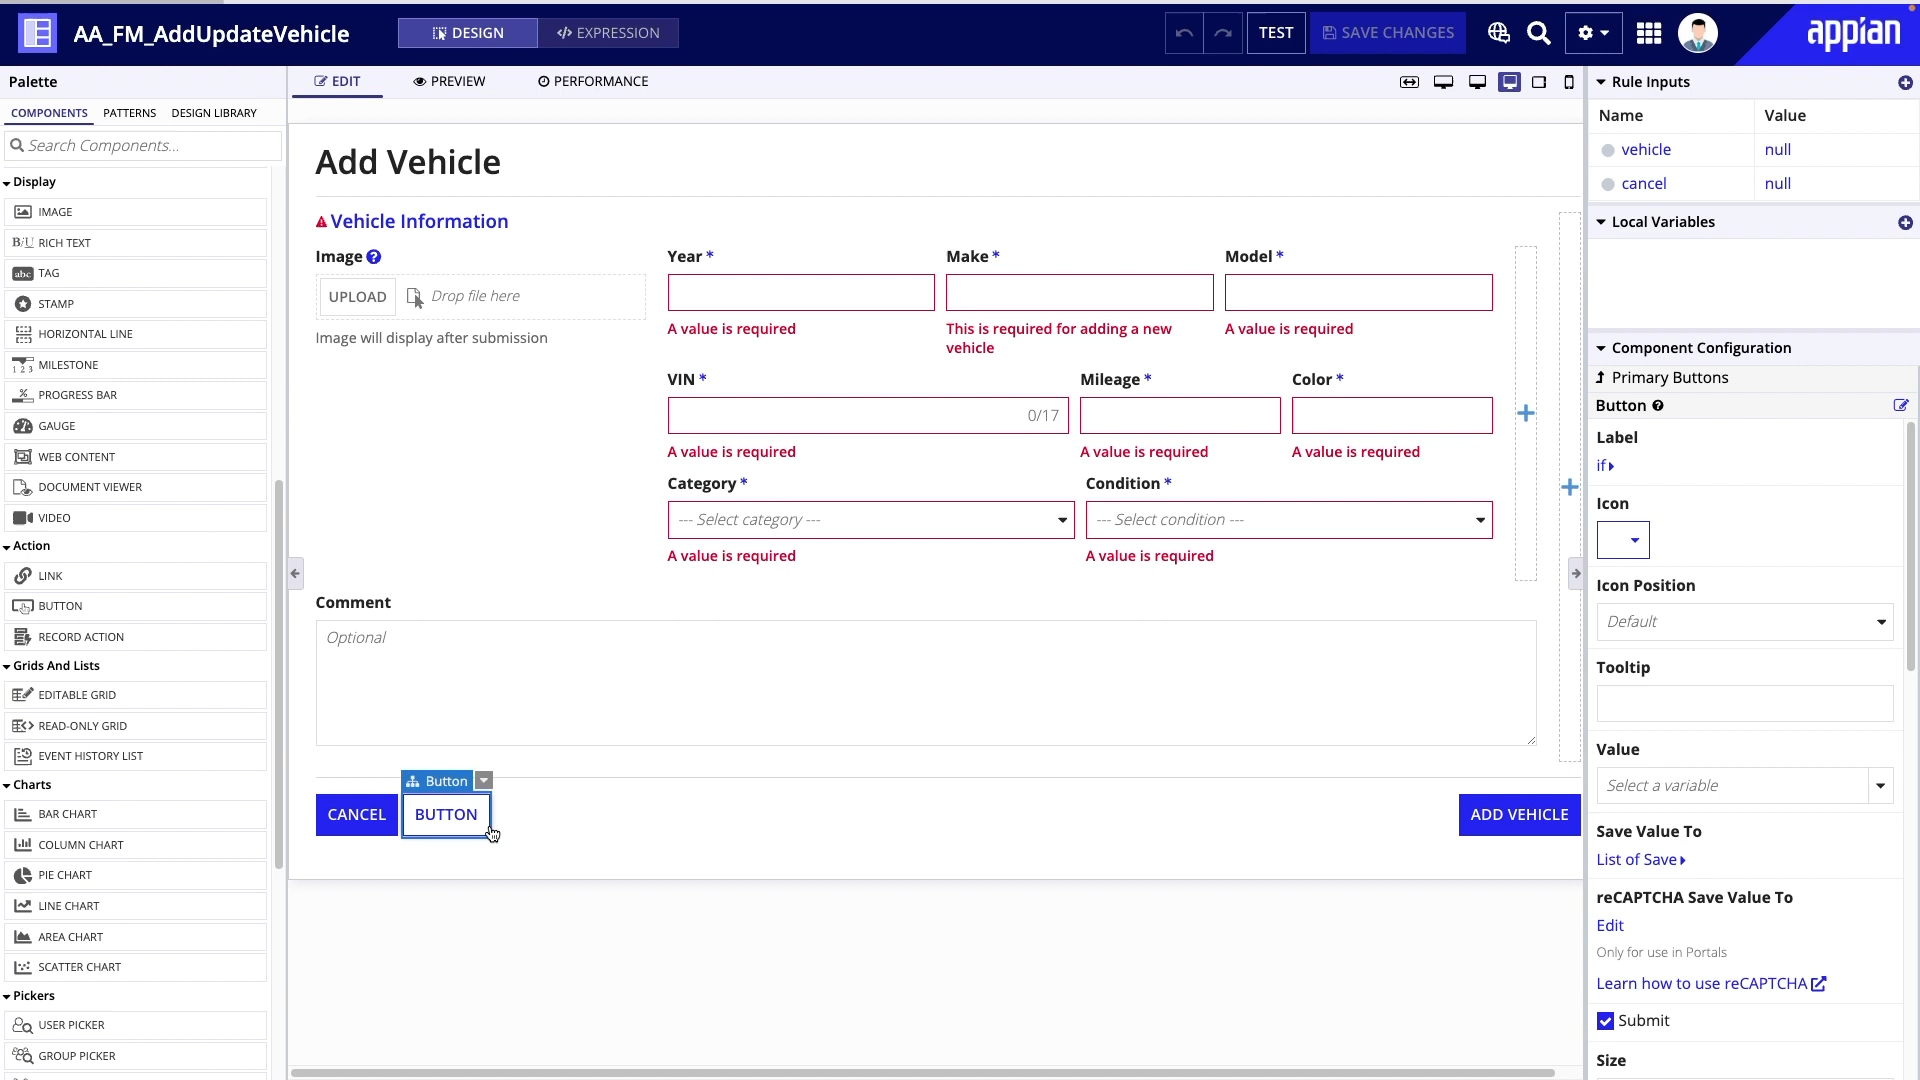 AA_FM_AddUpdateVehicle
DESIGN
</> EXPRESSION
TEST
SAVE CHANGES
appian
Palette
EDIT
PREVIEW
PERFORMANCE
COMPONENTS
PATTERNS
DESIGN LIBRARY
Search Components...
Display
IMAGE
B/U RICH TEXT
abc TAG
STAMP
HORIZONTAL LINE
1 2 3 MILESTONE
PROGRESS BAR
GAUGE
WEB CONTENT
DOCUMENT VIEWER
VIDEO
Action
LINK
BUTTON
RECORD ACTION
Grids And Lists
EDITABLE GRID
READ-ONLY GRID
EVENT HISTORY LIST
Charts
BAR CHART
COLUMN CHART
PIE CHART
LINE CHART
AREA CHART
SCATTER CHART
Pickers
USER PICKER
GROUP PICKER
Add Vehicle
Vehicle Information
Image ?
UPLOAD
Drop file here
Image will display after submission
Year *
Make *
Model *
A value is required
This is required for adding a new
vehicle
A value is required
VIN *
Mileage *
Color *
0/17
A value is required
A value is required
A value is required
Category *
Condition *
--- Select category ---
--- Select condition ---
A value is required
A value is required
Comment
Optional
Button
CANCEL
BUTTON
ADD VEHICLE
Rule Inputs
Name
Value
vehicle
null
cancel
null
Local Variables
Component Configuration
Primary Buttons
Button ?
Label
if
Icon
Icon Position
Default
Tooltip
Value
Select a variable
Save Value To
List of Save
reCAPTCHA Save Value To
Edit
Only for use in Portals
Learn how to use reCAPTCHA
Submit
Size